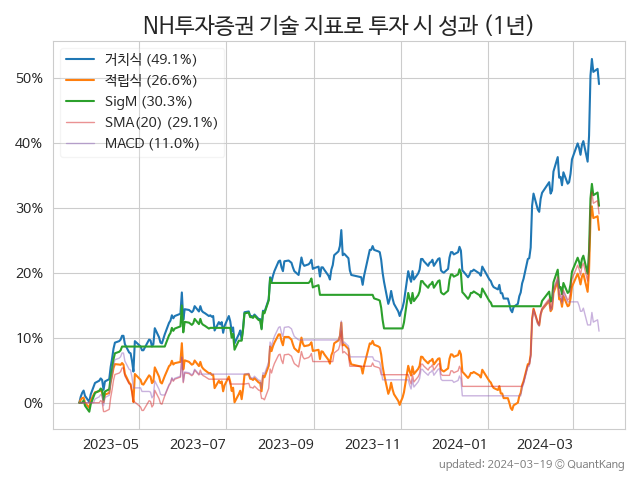 NH투자증권 기술 지표로 투자 시 성과 (1년)
거치식 (49.1%)
적립식 (26.6%)
SigM (30.3%)
SMA(20) (29.1%)
MACD (11.0%)
50%
40%
30%
20%
10%
0%
2023-05 2023-07 2023-09 2023-11 2024-01 2024-03
updated: 2024-03-19 © QuantKang